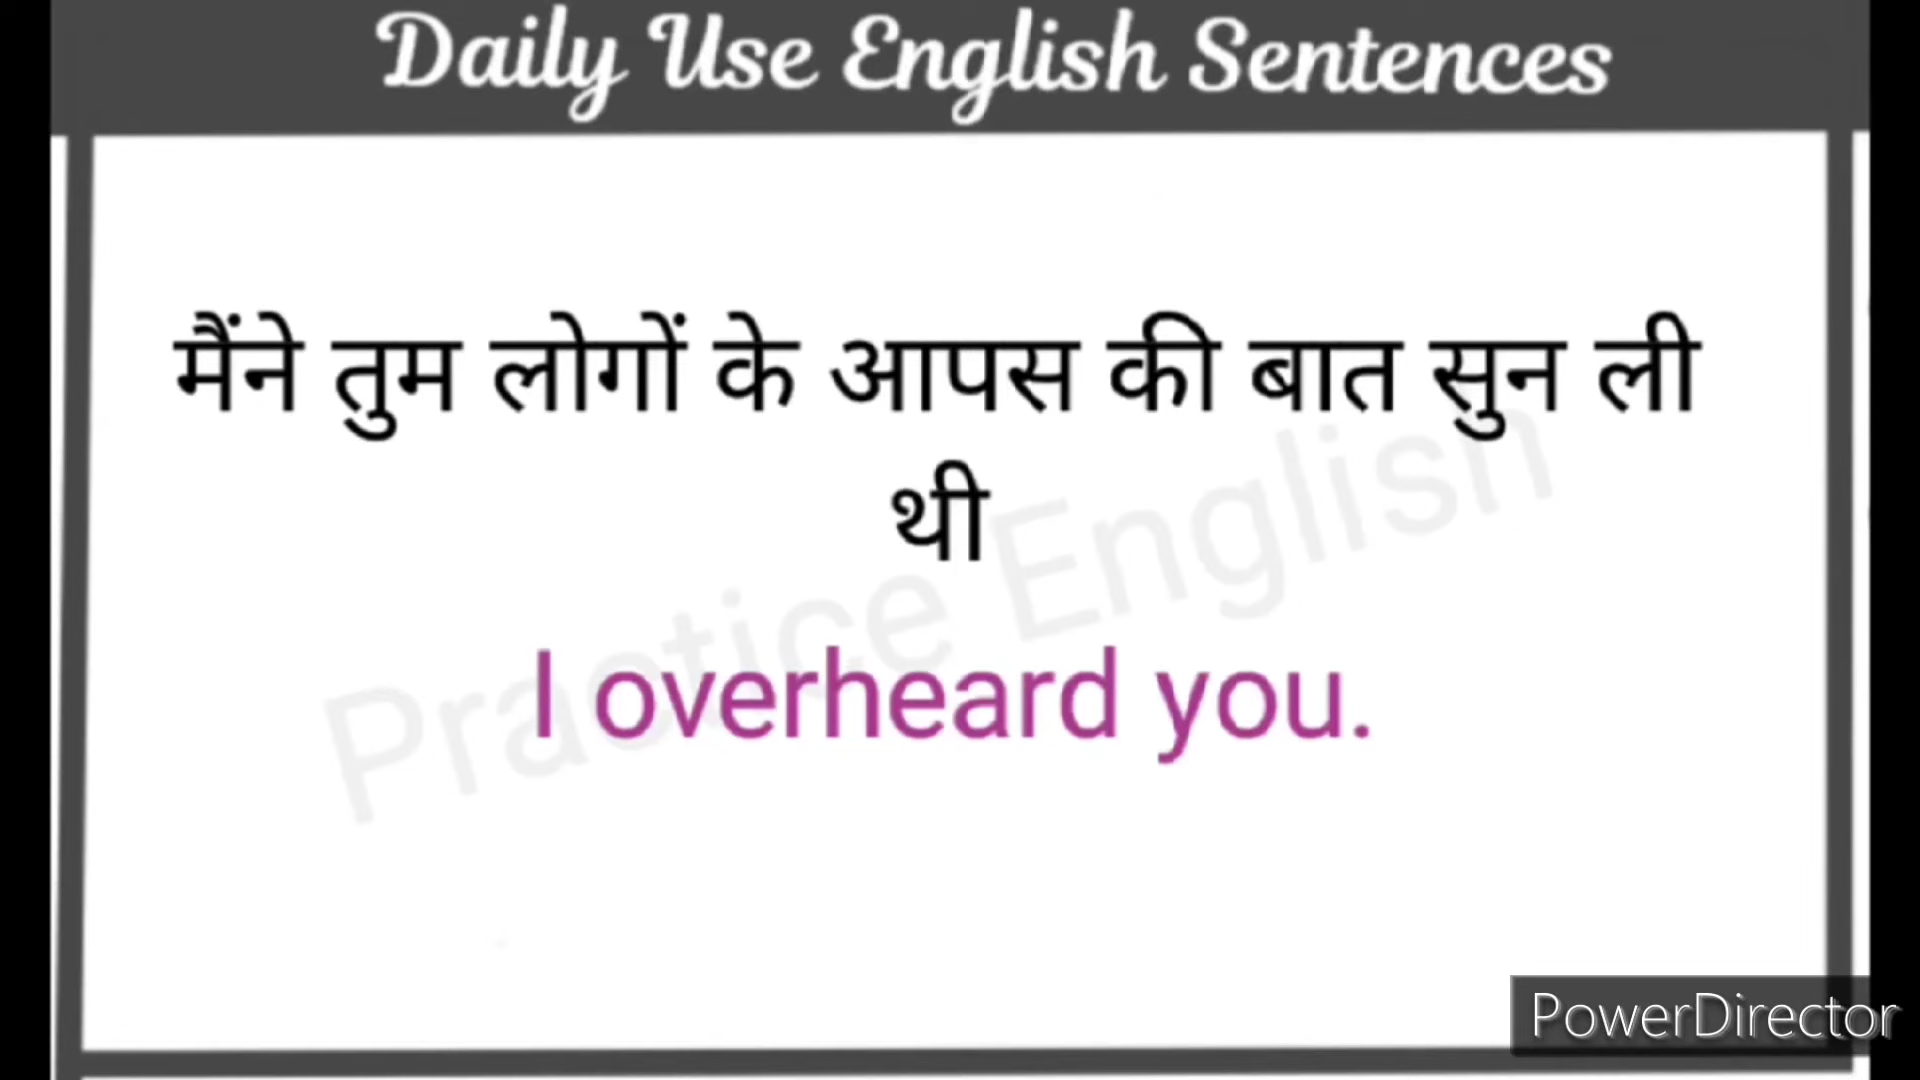 Daily Use English Sentences
मैंने तुम लोगों के आपस की बात सुन ली
थी
I overheard you.
Practice English
PowerDirector